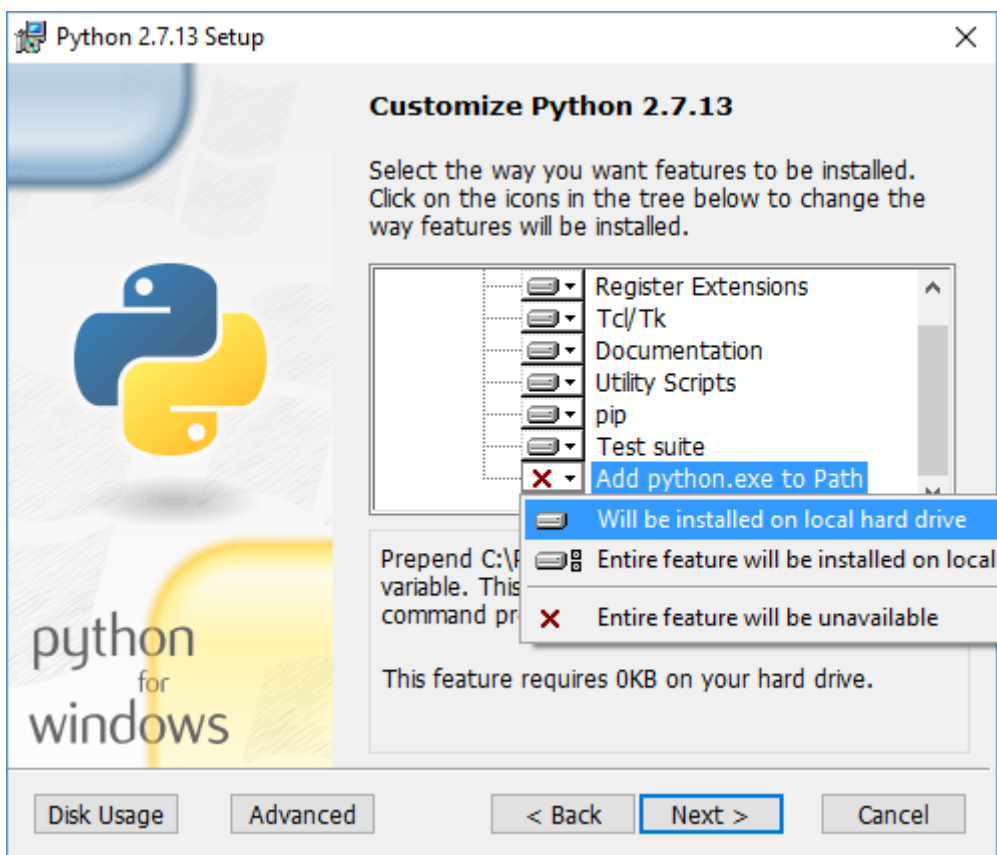 Python 2.7.13 Setup
Customize Python 2.7.13
Select the way you want features to be installed.
Click on the icons in the tree below to change the
way features will be installed.
Register Extensions
Tcl/Tk
Documentation
Utility Scripts
pip
Test suite
Add python.exe to Path
Will be installed on local hard drive
Entire feature will be installed on local
Entire feature will be unavailable
Prepend C:\
variable. This
command
This feature requires 0KB on your hard drive.
python
for
windows
Disk Usage
Advanced
< Back
Next >
Cancel